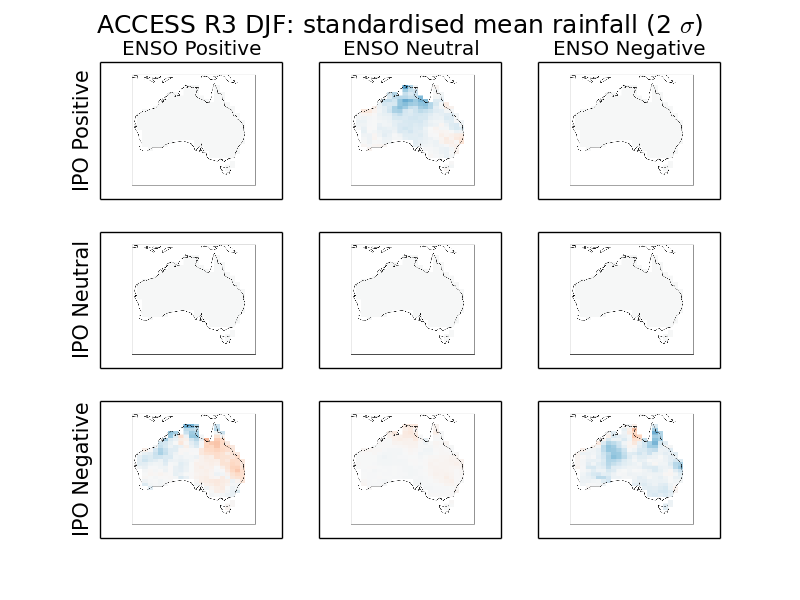 ACCESS R3 DJF: standardised mean rainfall (2 σ)
ENSO Positive
ENSO Neutral
ENSO Negative
IPO Positive
IPO Neutral
IPO Negative